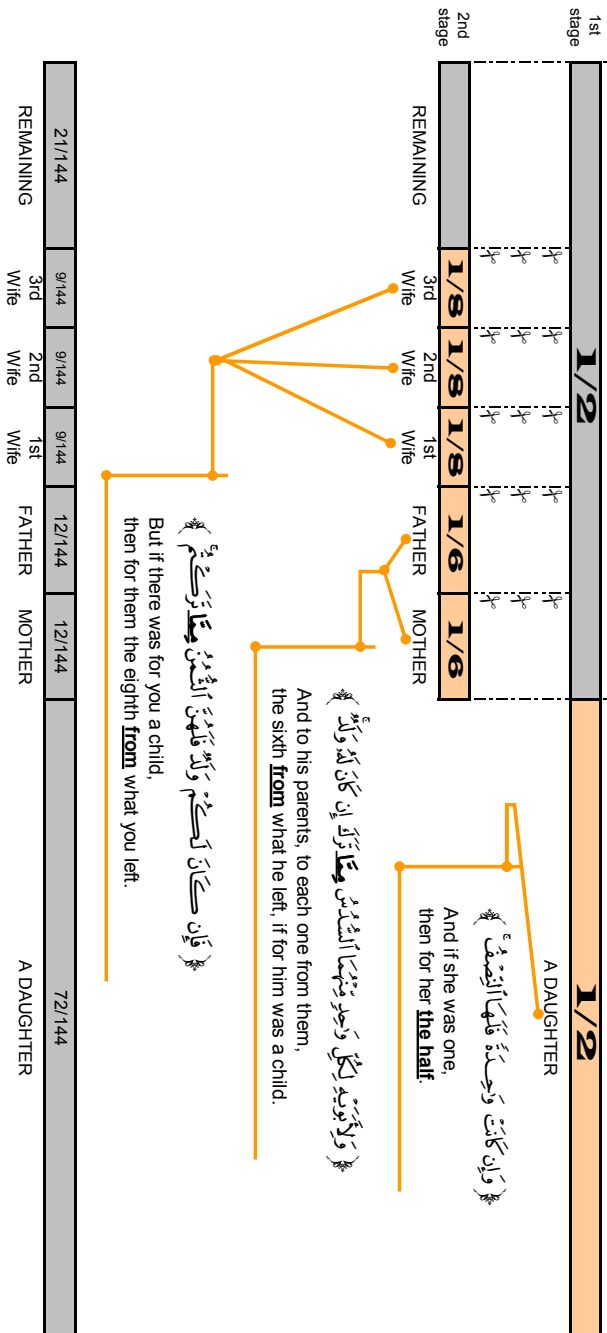 1st stage 1/2 1/2
A DAUGHTER
﴿ وَإِن كَانَتْ وَٰحِدَةً فَلَهَا ٱلنِّصْفُ ۚ ﴾
And if she was one,
then for her the half.
2nd stage 1/8 1/8 1/8 1/6 1/6
REMAINING 3rd Wife 2nd Wife 1st Wife FATHER MOTHER
﴿ وَلِأَبَوَيْهِ لِكُلِّ وَٰحِدٍ مِّنْهُمَا ٱلسُّدُسُ مِمَّا تَرَكَ إِن كَانَ لَهُۥ وَلَدٌ ۚ ﴾
And to his parents, to each one from them,
the sixth from what he left, if for him was a child.
﴿ فَإِن كَانَ لَكُمْ وَلَدٌ فَلَهُنَّ ٱلثُّمُنُ مِمَّا تَرَكْتُم ۚ ﴾
But if there was for you a child,
then for them the eighth from what you left.
21/144 9/144 9/144 9/144 12/144 12/144 72/144
REMAINING 3rd Wife 2nd Wife 1st Wife FATHER MOTHER A DAUGHTER